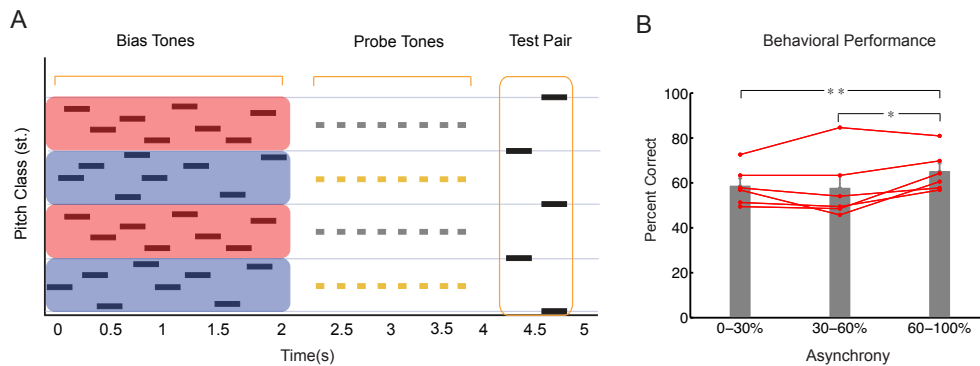 A
Bias Tones
Probe Tones
Test Pair
Pitch Class (st.)
0 0.5 1 1.5 2 2.5 3 3.5 4 4.5 5
Time(s)
B
Behavioral Performance
Percent Correct
100
80
60
40
20
0
**
*
0–30% 30–60% 60–100%
Asynchrony